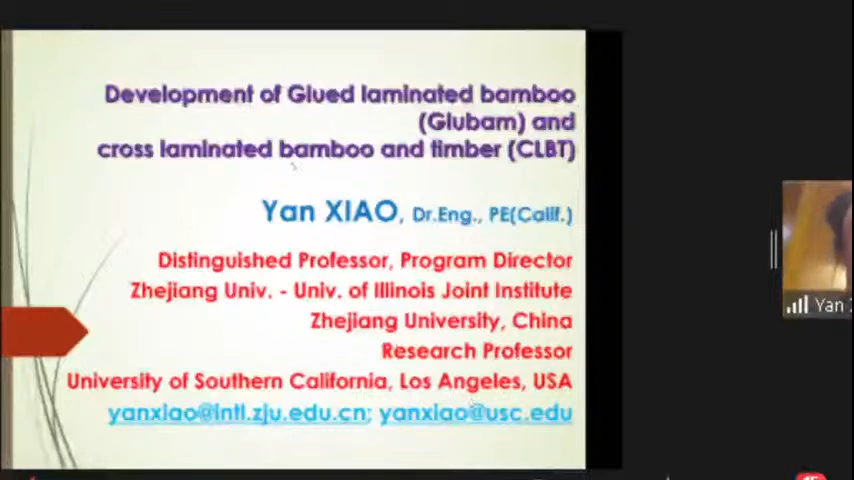 Development of Glued laminated bamboo
(Glubam) and
cross laminated bamboo and timber (CLBT)
Yan XIAO, Dr.Eng., PE(Calif.)
Distinguished Professor, Program Director
Zhejiang Univ. - Univ. of Illinois Joint Institute
Zhejiang University, China
Research Professor
University of Southern California, Los Angeles, USA
yanxiao@intl.zju.edu.cn; yanxiao@usc.edu
Yan